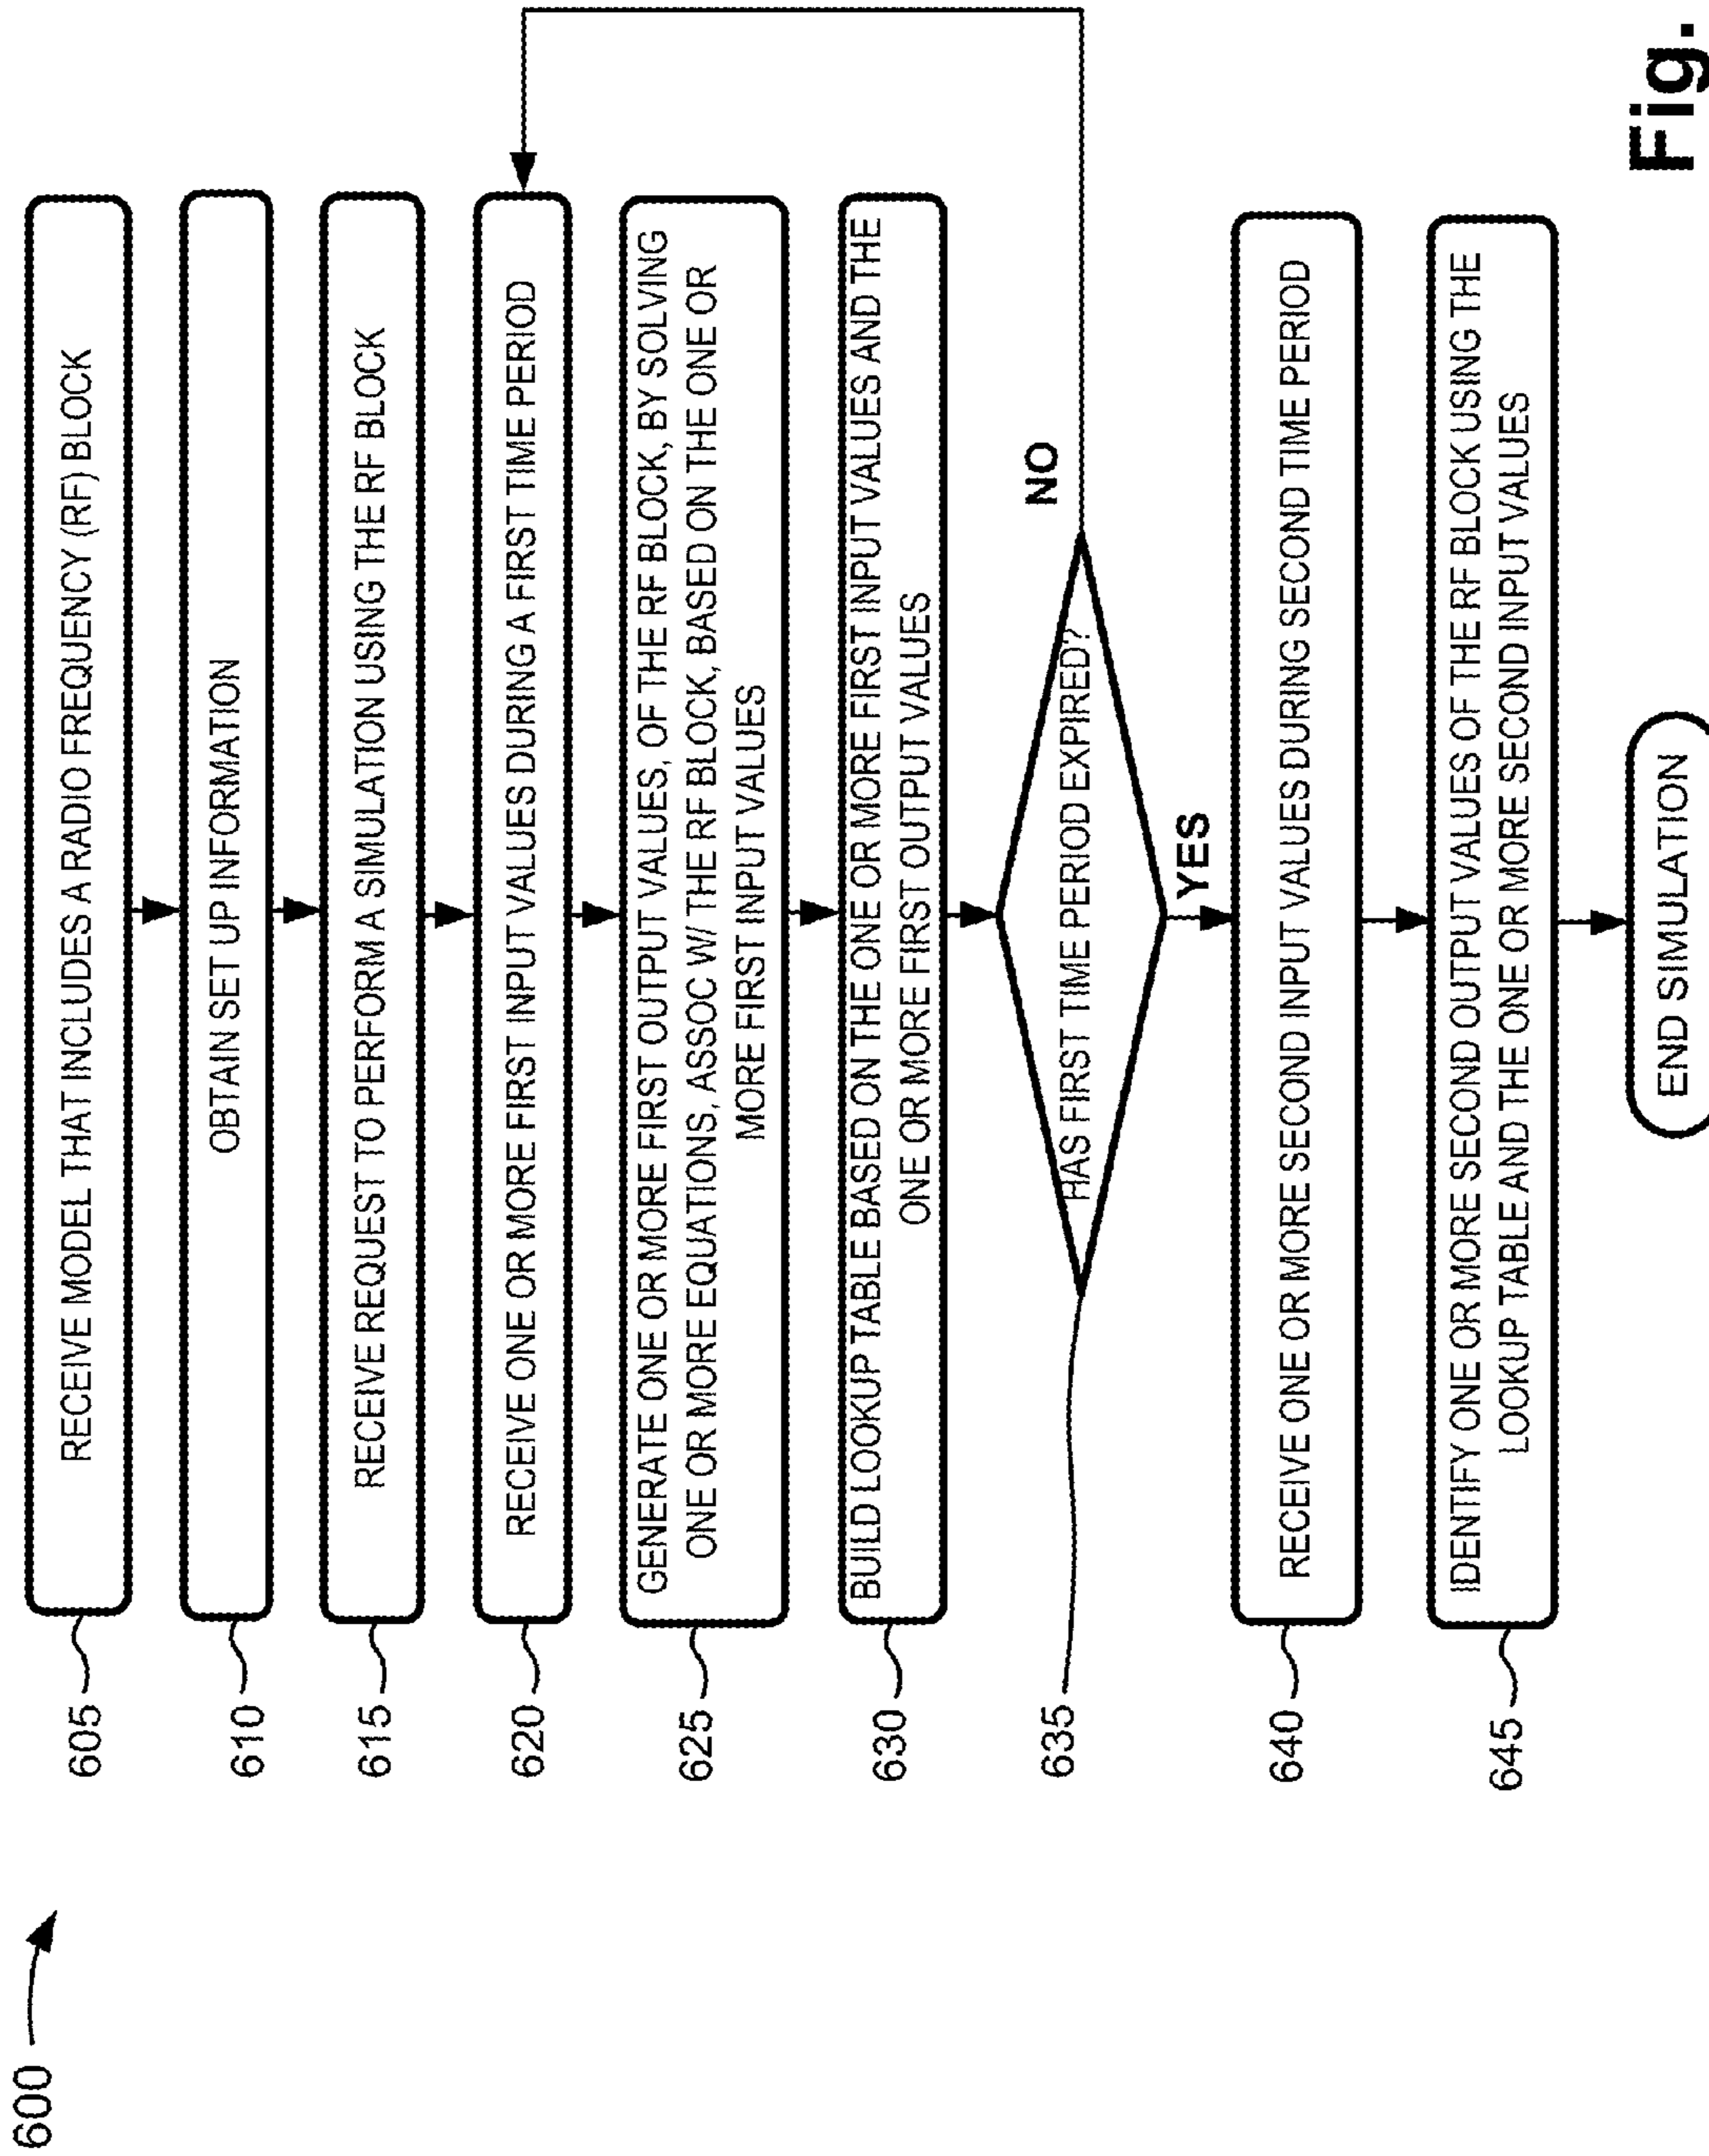 600
605
RECEIVE MODEL THAT INCLUDES A RADIO FREQUENCY (RF) BLOCK
610
OBTAIN SET UP INFORMATION
615
RECEIVE REQUEST TO PERFORM A SIMULATION USING THE RF BLOCK
620
RECEIVE ONE OR MORE FIRST INPUT VALUES DURING A FIRST TIME PERIOD
625
GENERATE ONE OR MORE FIRST OUTPUT VALUES, OF THE RF BLOCK, BY SOLVING
ONE OR MORE EQUATIONS, ASSOC W/ THE RF BLOCK, BASED ON THE ONE OR
MORE FIRST INPUT VALUES
630
BUILD LOOKUP TABLE BASED ON THE ONE OR MORE FIRST INPUT VALUES AND THE
ONE OR MORE FIRST OUTPUT VALUES
635
HAS FIRST TIME PERIOD EXPIRED?
NO
YES
640
RECEIVE ONE OR MORE SECOND INPUT VALUES DURING SECOND TIME PERIOD
645
IDENTIFY ONE OR MORE SECOND OUTPUT VALUES OF THE RF BLOCK USING THE
LOOKUP TABLE AND THE ONE OR MORE SECOND INPUT VALUES
END SIMULATION
Fig.